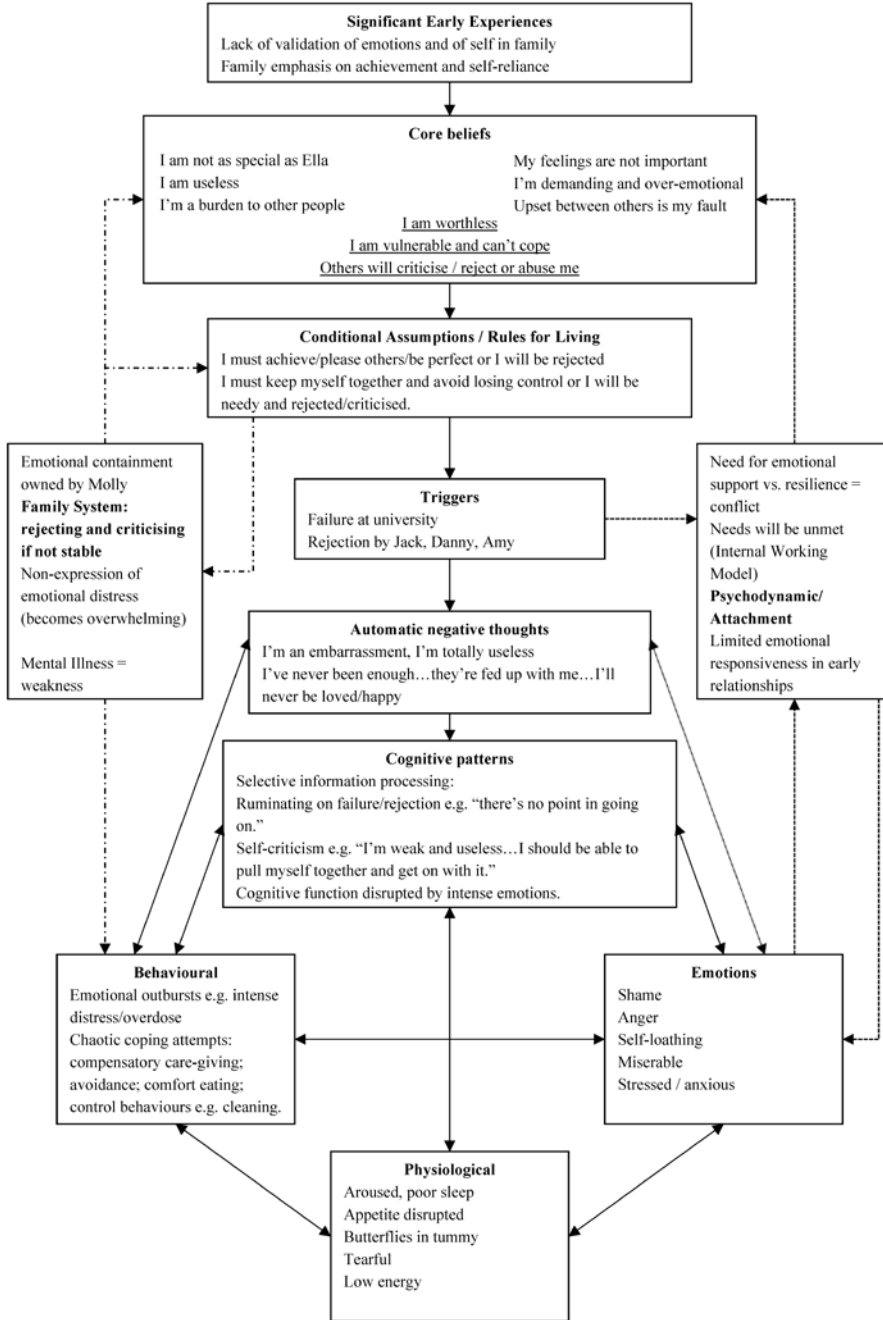 Significant Early Experiences
Lack of validation of emotions and of self in family
Family emphasis on achievement and self-reliance
Core beliefs
I am not as special as Ella
I am useless
I'm a burden to other people
My feelings are not important
I'm demanding and over-emotional
Upset between others is my fault
I am worthless
I am vulnerable and can't cope
Others will criticise / reject or abuse me
Conditional Assumptions / Rules for Living
I must achieve/please others/be perfect or I will be rejected
I must keep myself together and avoid losing control or I will be
needy and rejected/criticised.
Emotional containment
owned by Molly
Family System:
rejecting and criticising
if not stable
Non-expression of
emotional distress
(becomes overwhelming)
Mental Illness =
weakness
Triggers
Failure at university
Rejection by Jack, Danny, Amy
Need for emotional
support vs. resilience =
conflict
Needs will be unmet
(Internal Working
Model)
Psychodynamic/
Attachment
Limited emotional
responsiveness in early
relationships
Automatic negative thoughts
I'm an embarrassment, I'm totally useless
I've never been enough…they're fed up with me…I'll
never be loved/happy
Cognitive patterns
Selective information processing:
Ruminating on failure/rejection e.g. "there's no point in going
on."
Self-criticism e.g. "I'm weak and useless…I should be able to
pull myself together and get on with it."
Cognitive function disrupted by intense emotions.
Behavioural
Emotional outbursts e.g. intense
distress/overdose
Chaotic coping attempts:
compensatory care-giving;
avoidance; comfort eating;
control behaviours e.g. cleaning.
Emotions
Shame
Anger
Self-loathing
Miserable
Stressed / anxious
Physiological
Aroused, poor sleep
Appetite disrupted
Butterflies in tummy
Tearful
Low energy